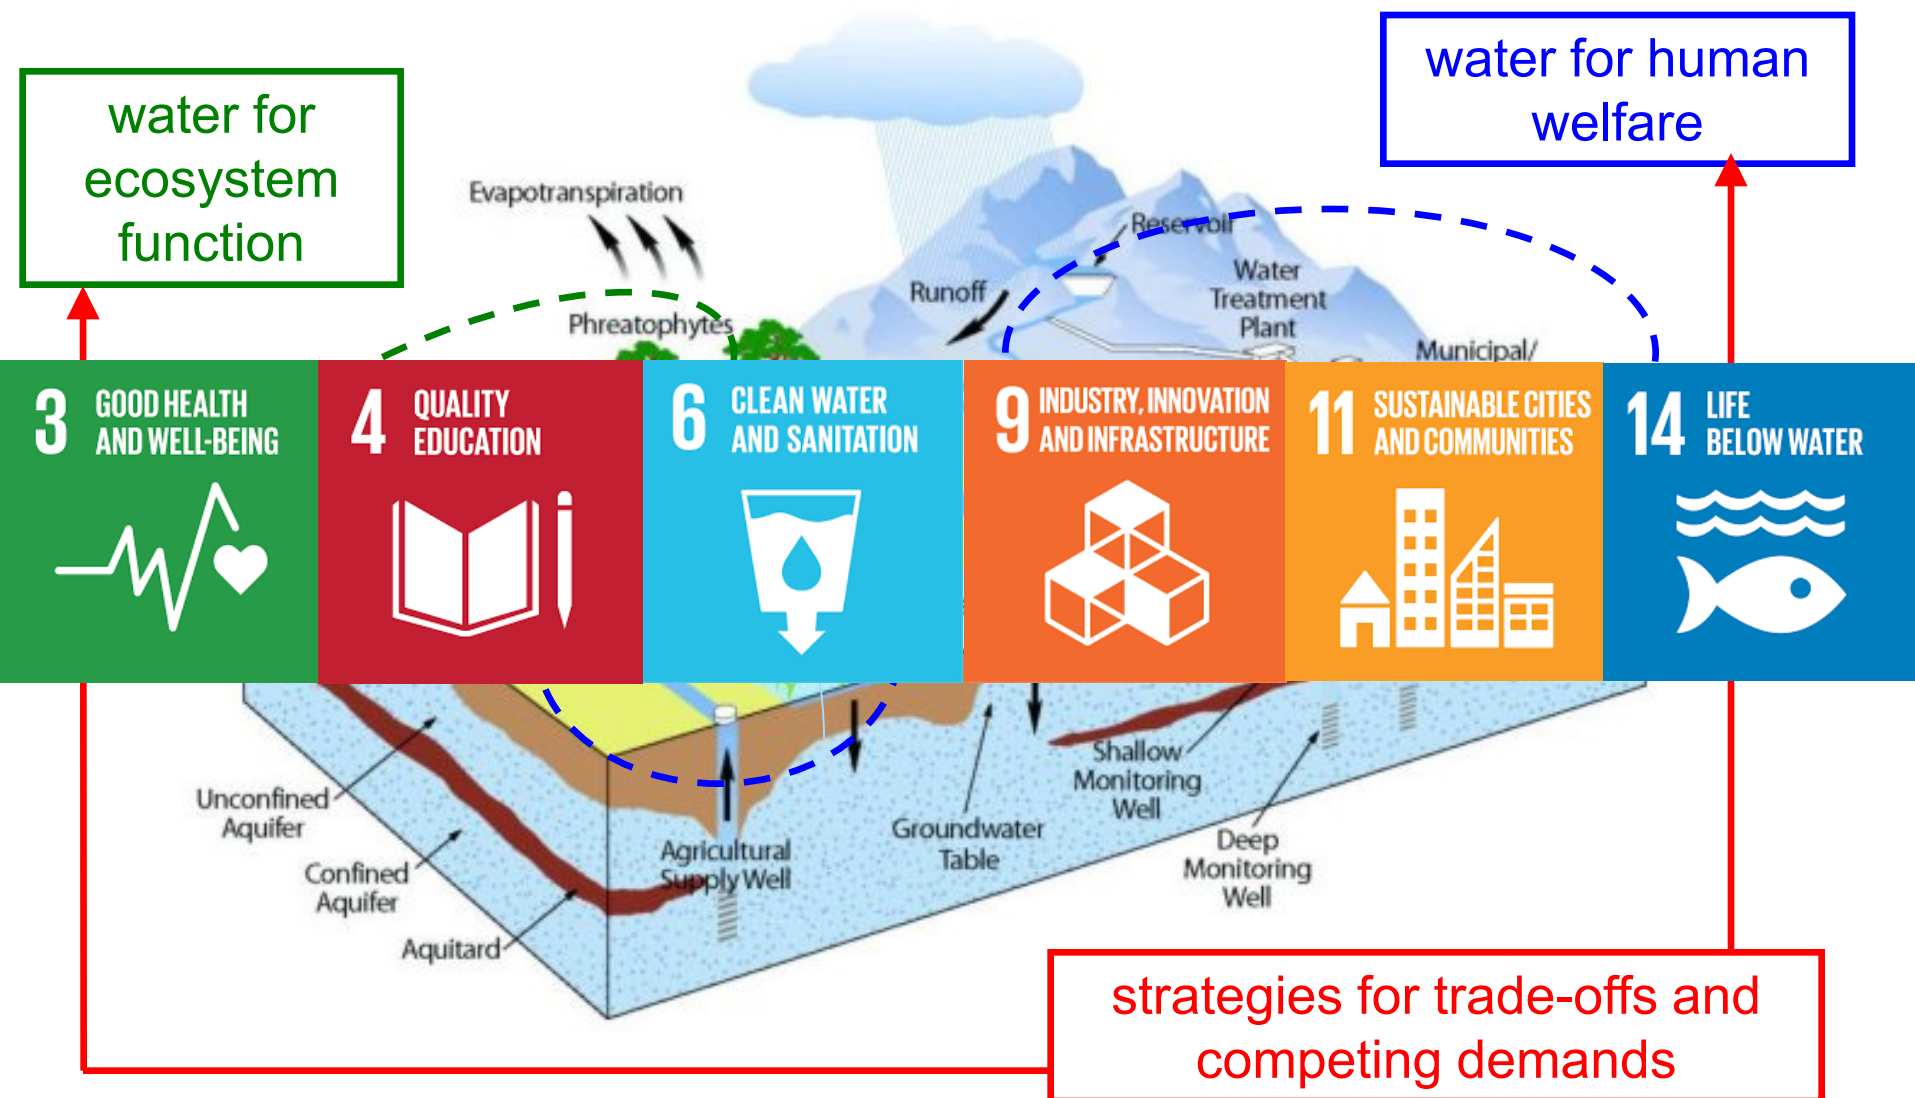 water for
ecosystem
function
water for human
welfare
Evapotranspiration
Reservoir
Runoff
Water
Treatment
Plant
Phreatophytes
Municipal/
3 GOOD HEALTH
AND WELL-BEING
4 QUALITY
EDUCATION
6 CLEAN WATER
AND SANITATION
9 INDUSTRY, INNOVATION
AND INFRASTRUCTURE
11 SUSTAINABLE CITIES
AND COMMUNITIES
14 LIFE
BELOW WATER
Unconfined
Aquifer
Confined
Aquifer
Aquitard
Agricultural
Supply Well
Groundwater
Table
Shallow
Monitoring
Well
Deep
Monitoring
Well
strategies for trade-offs and
competing demands